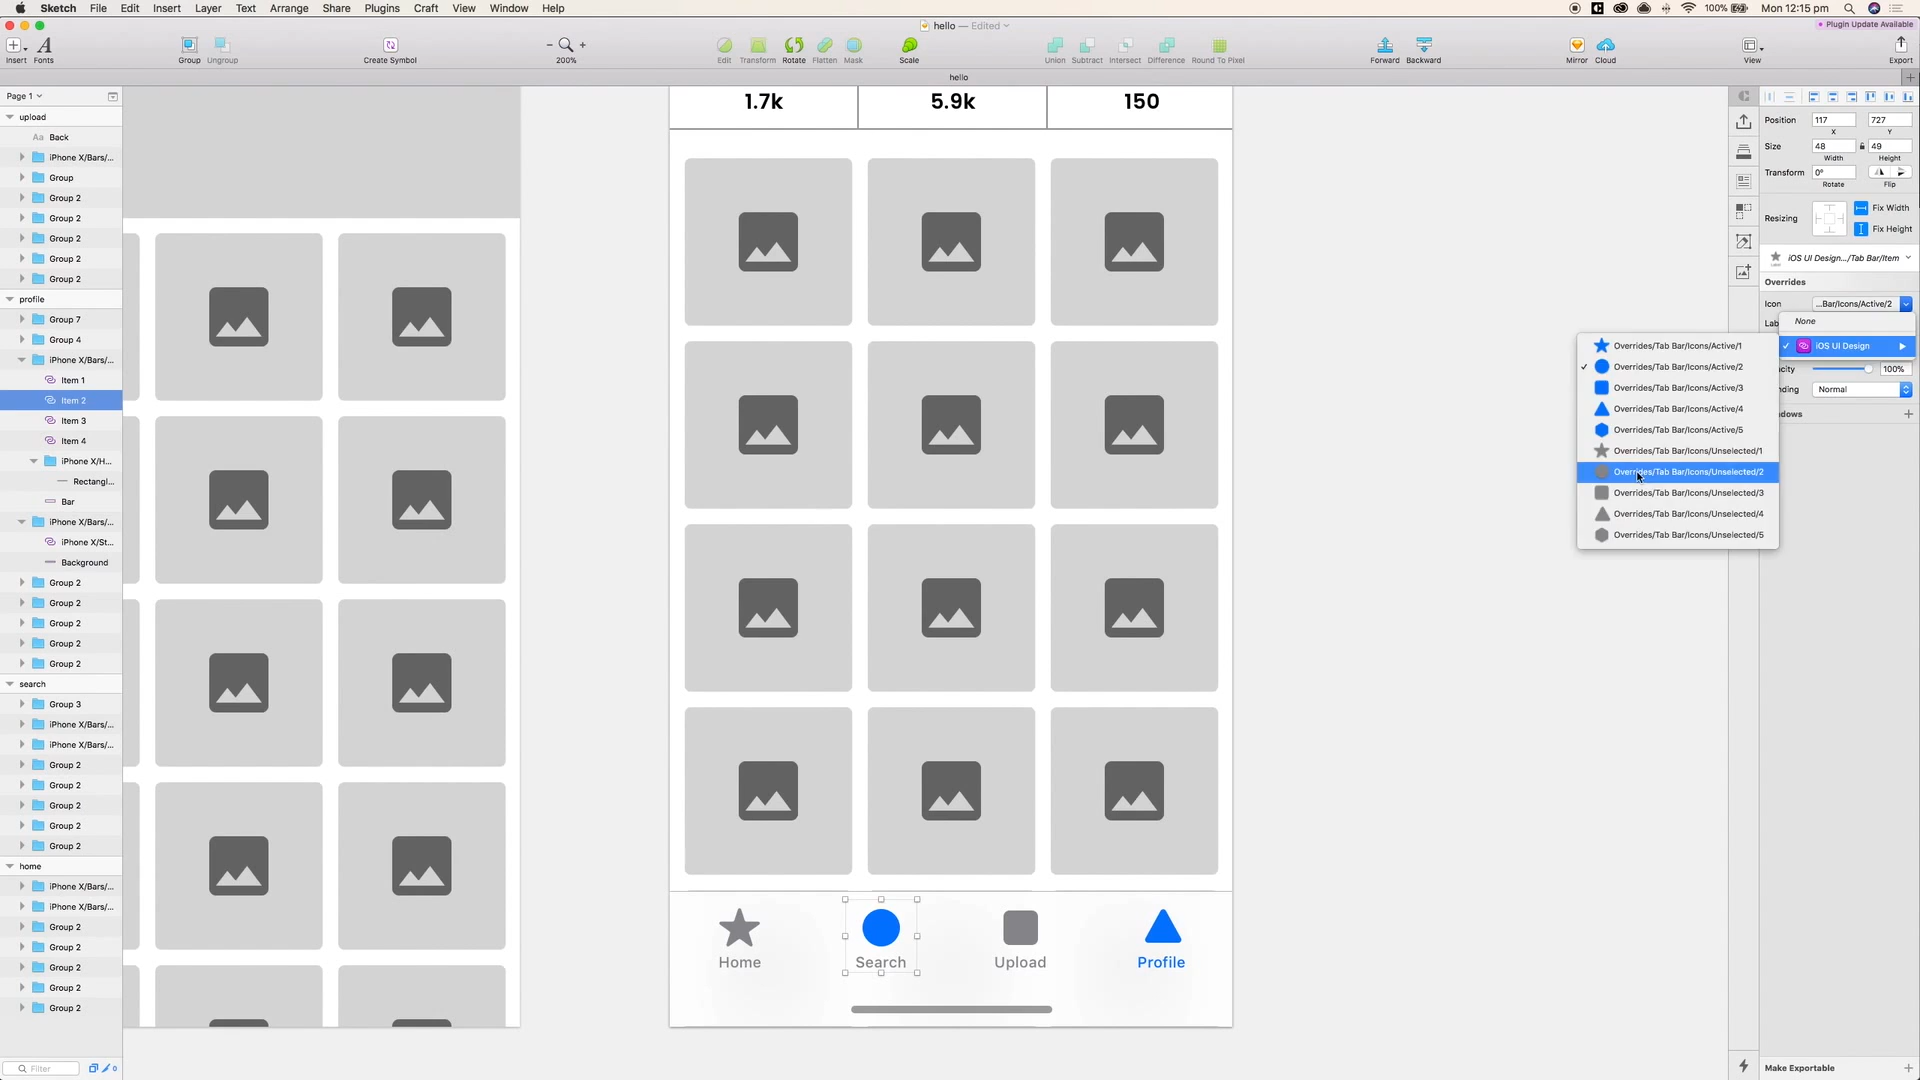 Sketch File Edit Insert Layer Text Arrange Share Plugins Craft View Window Help
100% Mon 12:15 pm
hello — Edited
Plugin Update Available
Insert Fonts Group Ungroup Create Symbol 200% Edit Transform Rotate Flatten Mask Scale Union Subtract Intersect Difference Round To Pixel Forward Backward Mirror Cloud View Export
hello
Page 1
upload
Aa Back
iPhone X/Bars/...
Group
Group 2
Group 2
Group 2
Group 2
Group 2
profile
Group 7
Group 4
iPhone X/Bars/...
Item 1
Item 2
Item 3
Item 4
iPhone X/H...
Rectangl...
Bar
iPhone X/Bars/...
iPhone X/St...
Background
Group 2
Group 2
Group 2
Group 2
Group 2
search
Group 3
iPhone X/Bars/...
iPhone X/Bars/...
Group 2
Group 2
Group 2
Group 2
Group 2
home
iPhone X/Bars/...
iPhone X/Bars/...
Group 2
Group 2
Group 2
Group 2
Group 2
Filter
0
1.7k 5.9k 150
Home Search Upload Profile
Position 117 727
X Y
Size 48 49
Width Height
Transform 0°
Rotate Flip
Resizing Fix Width
Fix Height
Label
iOS UI Design.../Tab Bar/Item
Overrides
Icon ...Bar/Icons/Active/2
Lab
None
iOS UI Design
acity 100%
nding Normal
adows
Overrides/Tab Bar/Icons/Active/1
Overrides/Tab Bar/Icons/Active/2
Overrides/Tab Bar/Icons/Active/3
Overrides/Tab Bar/Icons/Active/4
Overrides/Tab Bar/Icons/Active/5
Overrides/Tab Bar/Icons/Unselected/1
Overrides/Tab Bar/Icons/Unselected/2
Overrides/Tab Bar/Icons/Unselected/3
Overrides/Tab Bar/Icons/Unselected/4
Overrides/Tab Bar/Icons/Unselected/5
Make Exportable